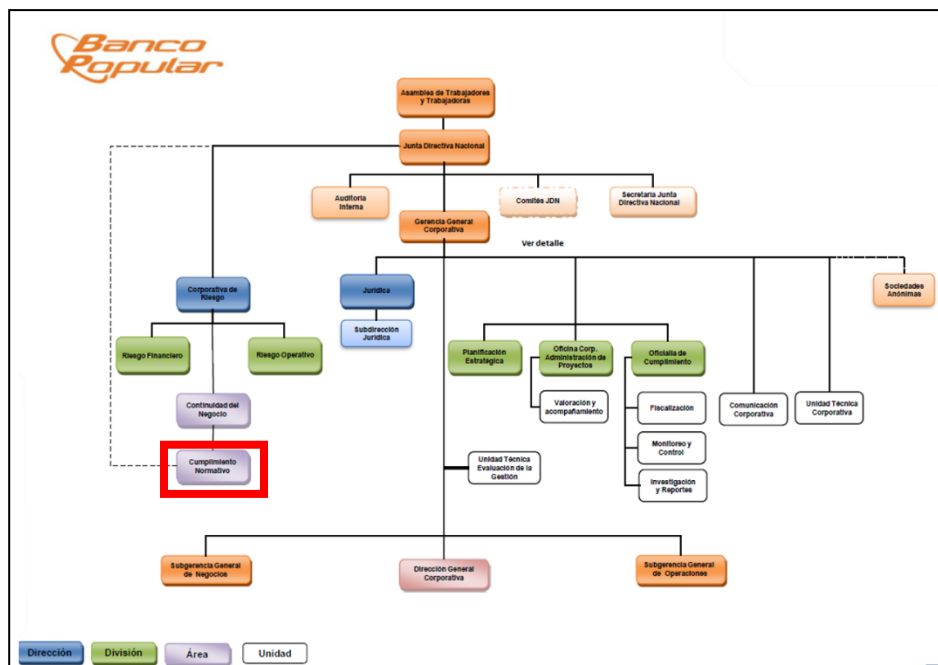 Banco
Popular
Asamblea de Trabajadores
y Trabajadoras
Junta Directiva Nacional
Auditoría
Interna
Comités JDN
Secretaría Junta
Directiva Nacional
Gerencia General
Corporativa
Ver detalle
Corporativa de
Riesgo
Jurídica
Sociedades
Anónimas
Subdirección
Jurídica
Riesgo Financiero
Riesgo Operativo
Planificación
Estratégica
Oficina Corp.
Administración de
Proyectos
Oficialía de
Cumplimiento
Continuidad del
Negocio
Valoración y
acompañamiento
Fiscalización
Comunicación
Corporativa
Unidad Técnica
Corporativa
Cumplimiento
Normativo
Unidad Técnica
Evaluación de la
Gestión
Monitoreo y
Control
Investigación
y Reportes
Subgerencia General
de Negocios
Dirección General
Corporativa
Subgerencia General
de Operaciones
Dirección
División
Área
Unidad